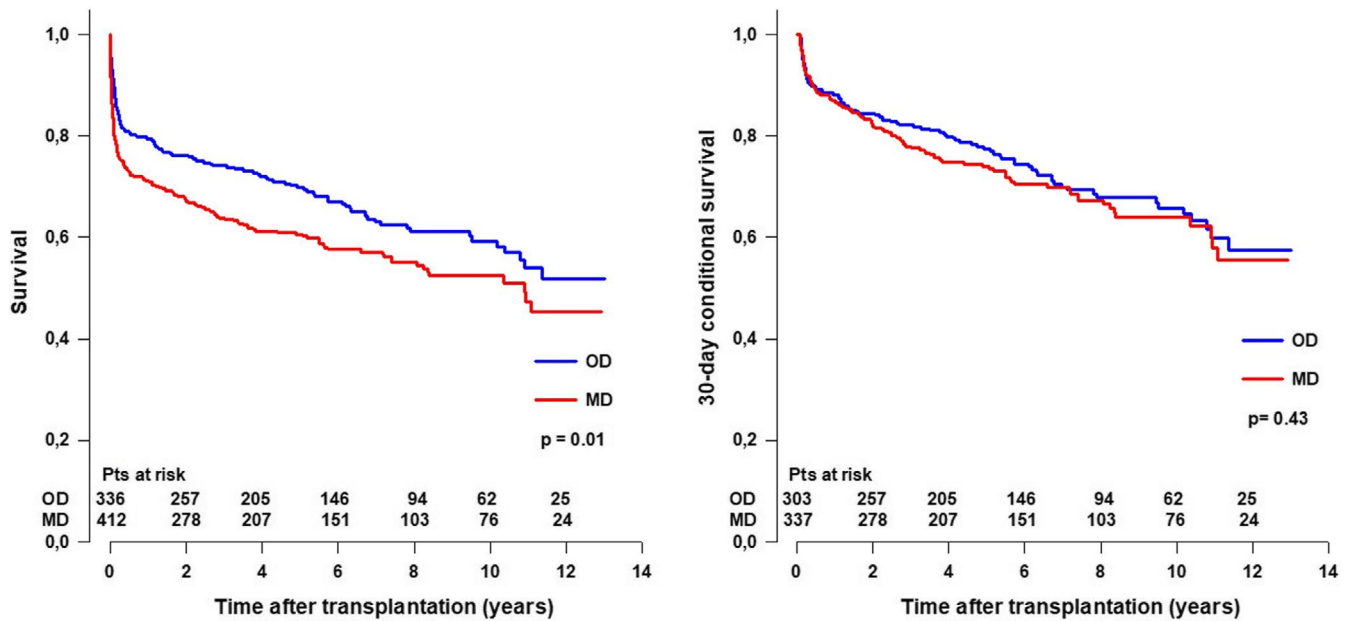 Survival
1,0
0,8
0,6
0,4
0,2
0,0
OD
MD
p = 0.01
Pts at risk
OD 336 257 205 146 94 62 25
MD 412 278 207 151 103 76 24
0 2 4 6 8 10 12 14
Time after transplantation (years)
30-day conditional survival
1,0
0,8
0,6
0,4
0,2
0,0
OD
MD
p= 0.43
Pts at risk
OD 303 257 205 146 94 62 25
MD 337 278 207 151 103 76 24
0 2 4 6 8 10 12 14
Time after transplantation (years)